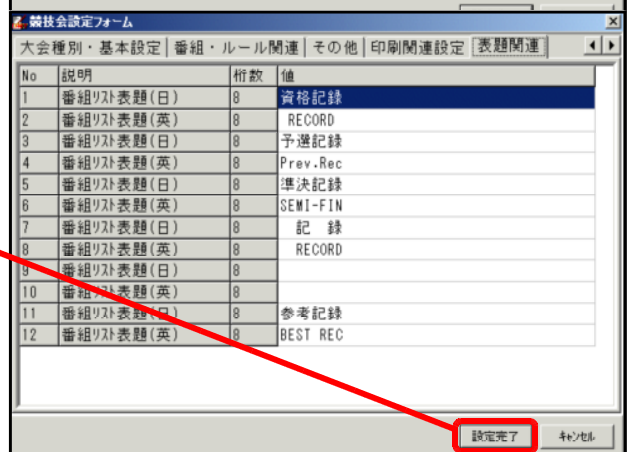 競技会設定フォーム
大会種別・基本設定 番組・ルール関連 その他 印刷関連設定 表題関連
No 説明 桁数 値
1 番組ﾘｽﾄ表題(日) 8 資格記録
2 番組ﾘｽﾄ表題(英) 8 RECORD
3 番組ﾘｽﾄ表題(日) 8 予選記録
4 番組ﾘｽﾄ表題(英) 8 Prev.Rec
5 番組ﾘｽﾄ表題(日) 8 準決記録
6 番組ﾘｽﾄ表題(英) 8 SEMI-FIN
7 番組ﾘｽﾄ表題(日) 8 記 録
8 番組ﾘｽﾄ表題(英) 8 RECORD
9 番組ﾘｽﾄ表題(日) 8
10 番組ﾘｽﾄ表題(英) 8
11 番組ﾘｽﾄ表題(日) 8 参考記録
12 番組ﾘｽﾄ表題(英) 8 BEST REC
設定完了 ｷｬﾝｾﾙ